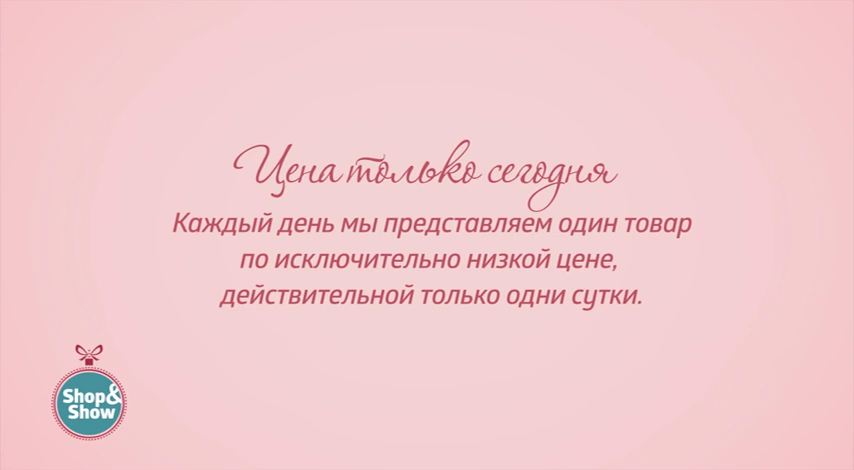 Цена только сегодня
Каждый день мы представляем один товар
по исключительно низкой цене,
действительной только одни сутки.
Shop&
Show